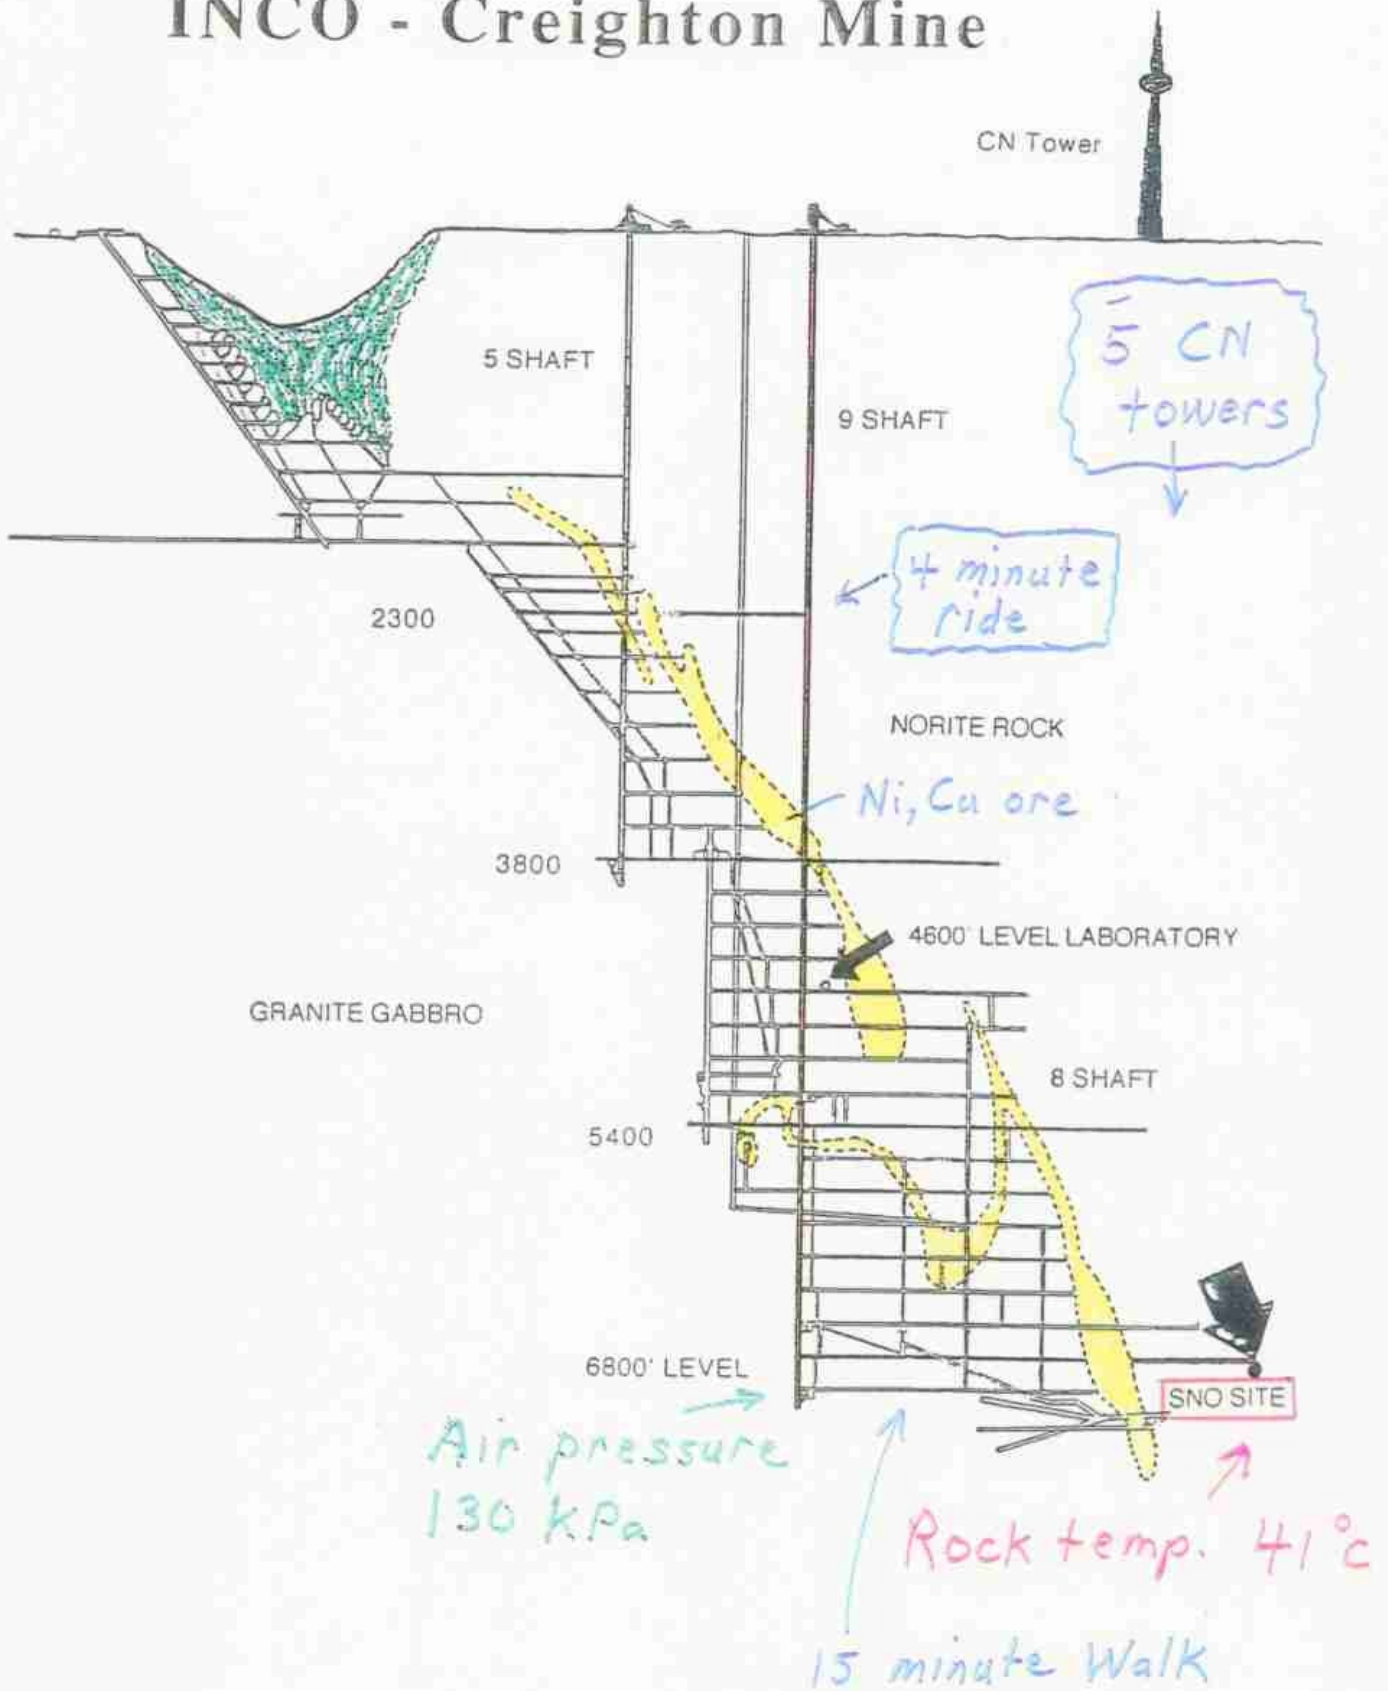 INCO - Creighton Mine
CN Tower
5 SHAFT
9 SHAFT
5 CN
towers
4 minute
ride
2300
NORITE ROCK
Ni, Cu ore
3800
4600' LEVEL LABORATORY
GRANITE GABBRO
8 SHAFT
5400
6800' LEVEL
SNO SITE
Air pressure
130 kPa
Rock temp. 41°c
15 minute Walk